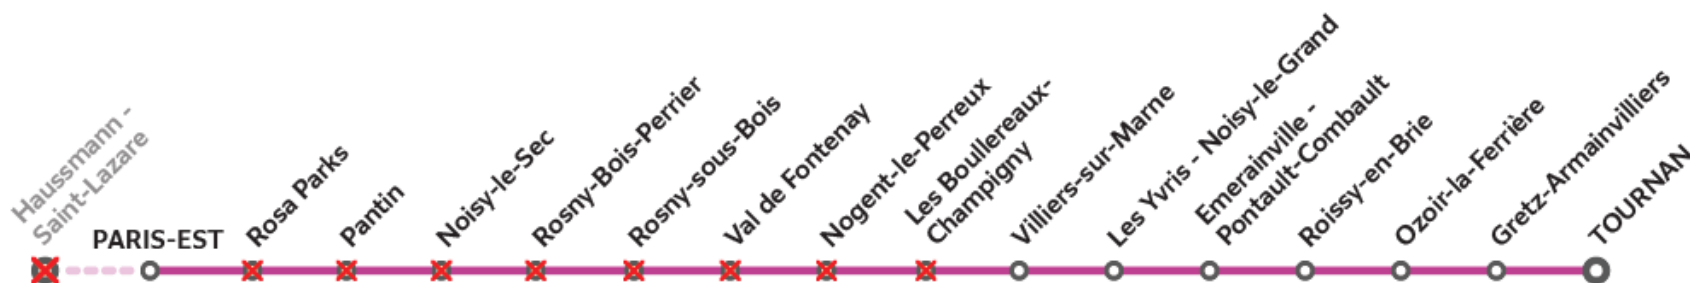 Haussmann -
Saint-Lazare
PARIS-EST
Rosa Parks
Pantin
Noisy-le-Sec
Rosny-Bois-Perrier
Rosny-sous-Bois
Val de Fontenay
Nogent-le-Perreux
Les Boullereaux-
Champigny
Villiers-sur-Marne
Les Yvris - Noisy-le-Grand
Emerainville -
Pontault-Combault
Roissy-en-Brie
Ozoir-la-Ferrière
Gretz-Armainvilliers
TOURNAN